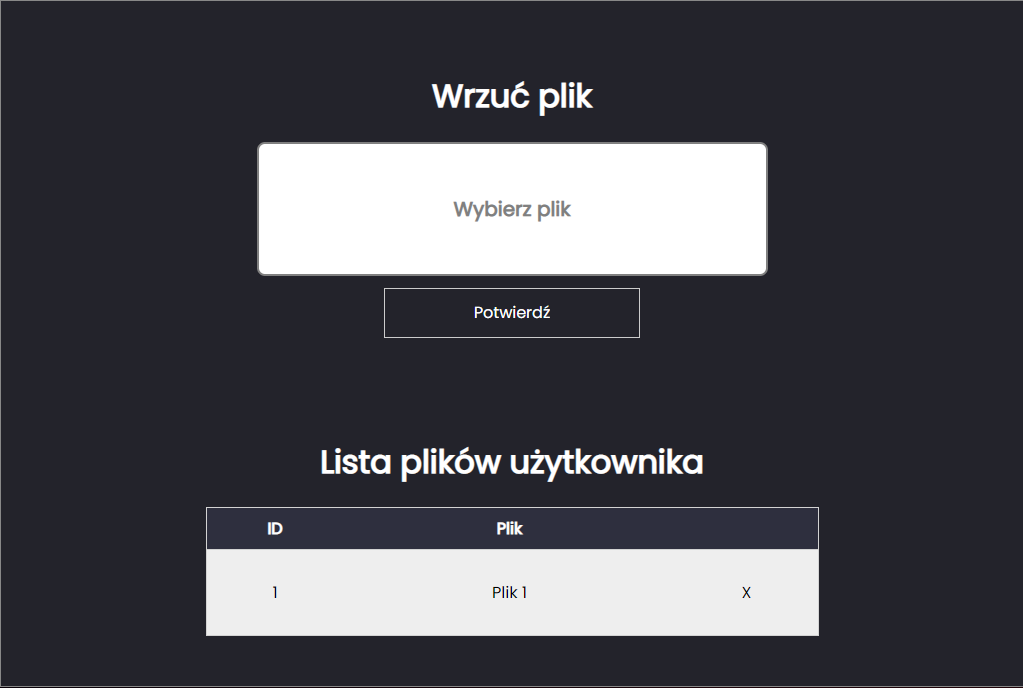 Wrzuć plik
Wybierz plik
Potwierdź
Lista plików użytkownika
ID Plik
1 Plik 1 X